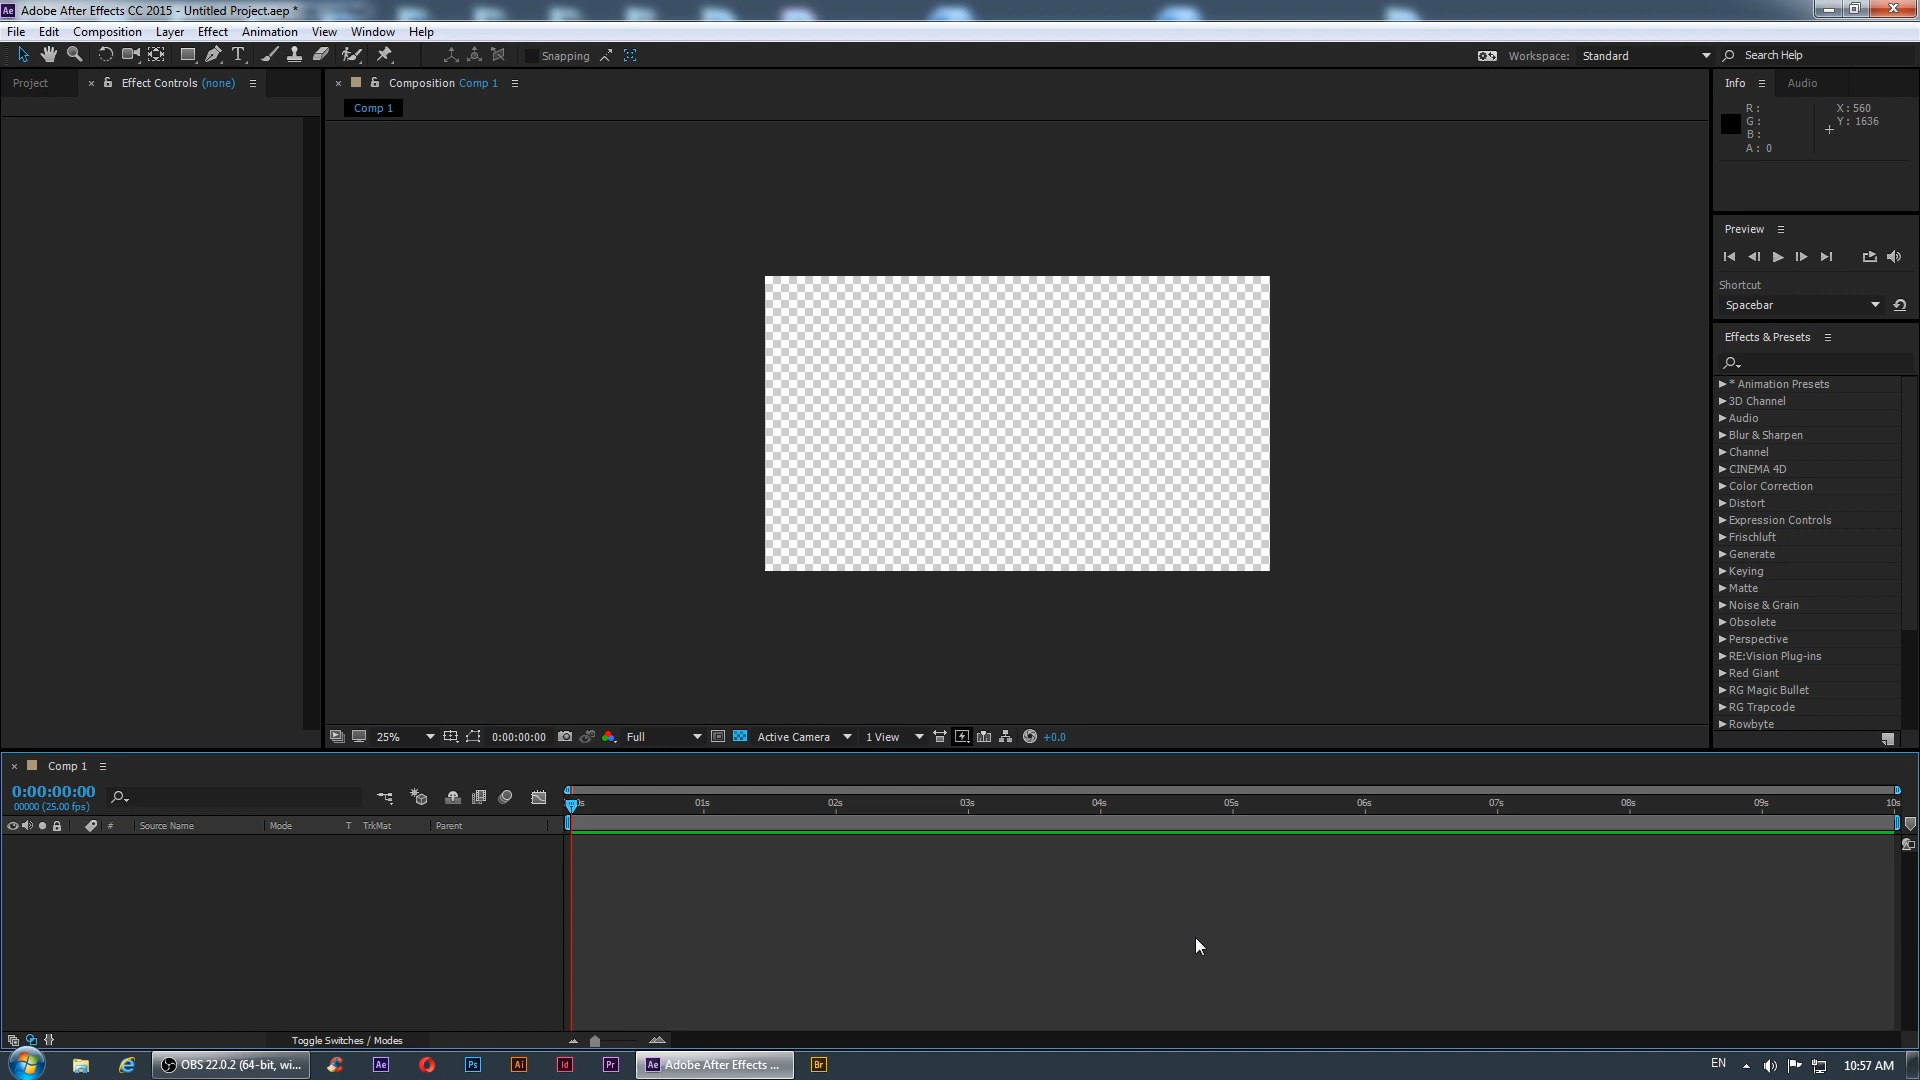 Adobe After Effects CC 2015 - Untitled Project.aep *
File Edit Composition Layer Effect Animation View Window Help
Snapping
Workspace: Standard
Search Help
Project
Effect Controls (none)
Composition Comp 1
Comp 1
Info Audio
R :
G :
B :
A : 0
X : 560
Y : 1636
Preview
Shortcut
Spacebar
Effects & Presets
* Animation Presets
3D Channel
Audio
Blur & Sharpen
Channel
CINEMA 4D
Color Correction
Distort
Expression Controls
Frischluft
Generate
Keying
Matte
Noise & Grain
Obsolete
Perspective
RE:Vision Plug-ins
Red Giant
RG Magic Bullet
RG Trapcode
Rowbyte
25% 0:00:00:00 Full Active Camera 1 View +0.0
Comp 1
0:00:00:00
00000 (25.00 fps)
01s 02s 03s 04s 05s 06s 07s 08s 09s 10s
# Source Name Mode T TrkMat Parent
Toggle Switches / Modes
OBS 22.0.2 (64-bit, wi...
Ae
Ps
Ai
Id
Pr
Ae Adobe After Effects ...
Br
EN
10:57 AM